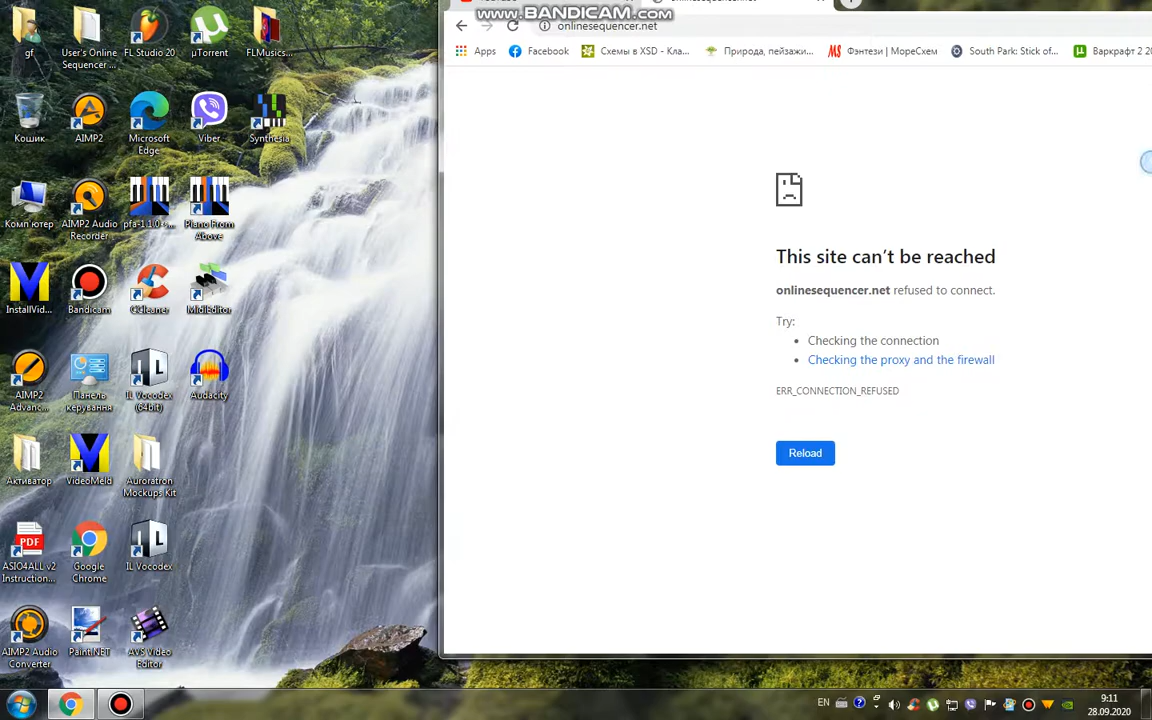 www.BANDICAM.com
onlinesequencer.net
Apps
Facebook
Схемы в XSD - Кла...
Природа, пейзажи...
Фэнтези | МореСхем
South Park: Stick of...
Варкрафт 2
This site can't be reached
onlinesequencer.net refused to connect.
Try:
• Checking the connection
• Checking the proxy and the firewall
ERR_CONNECTION_REFUSED
Reload
gf
User's Online
Sequencer ...
FL Studio 20
µTorrent
FLMusics...
Кошик
AIMP2
Microsoft
Edge
Viber
Synthesia
Комп'ютер
AIMP2 Audio
Recorder
pfa-1.1.0-...
Piano From
Above
InstallVid...
Bandicam
CCleaner
MidiEditor
AIMP2
Advanc...
Панель
керування
IL Vocodex
(64bit)
Audacity
Активатор
VideoMeld
Auroratron
Mockups Kit
PDF
ASIO4ALL v2
Instruction...
Google
Chrome
IL Vocodex
AIMP2 Audio
Converter
Paint.NET
AVS Video
Editor
EN
9:11
28.09.2020